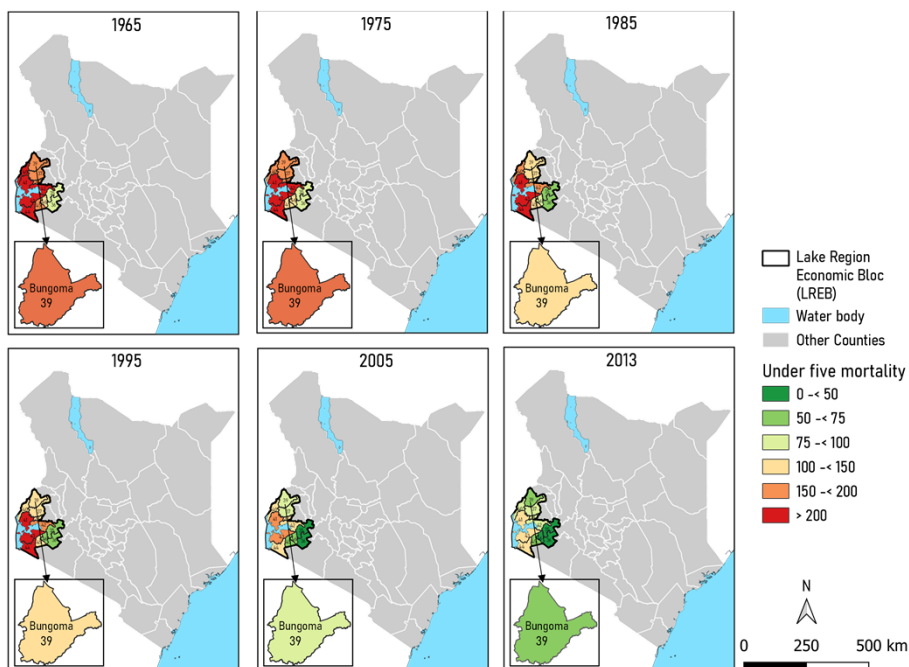 1965
1975
1985
Bungoma
39
Bungoma
39
Bungoma
39
1995
2005
2013
Bungoma
39
Bungoma
39
Bungoma
39
Lake Region
Economic Bloc
(LREB)
Water body
Other Counties
Under five mortality
0 -< 50
50 -< 75
75 -< 100
100 -< 150
150 -< 200
> 200
N
0 250 500 km